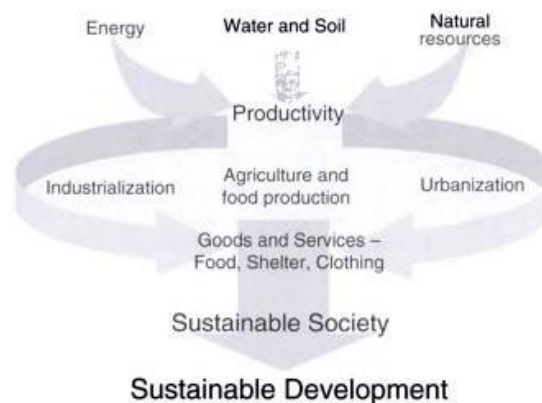 Energy
Water and Soil
Natural
resources
Productivity
Industrialization
Agriculture and
food production
Urbanization
Goods and Services –
Food, Shelter, Clothing
Sustainable Society
Sustainable Development